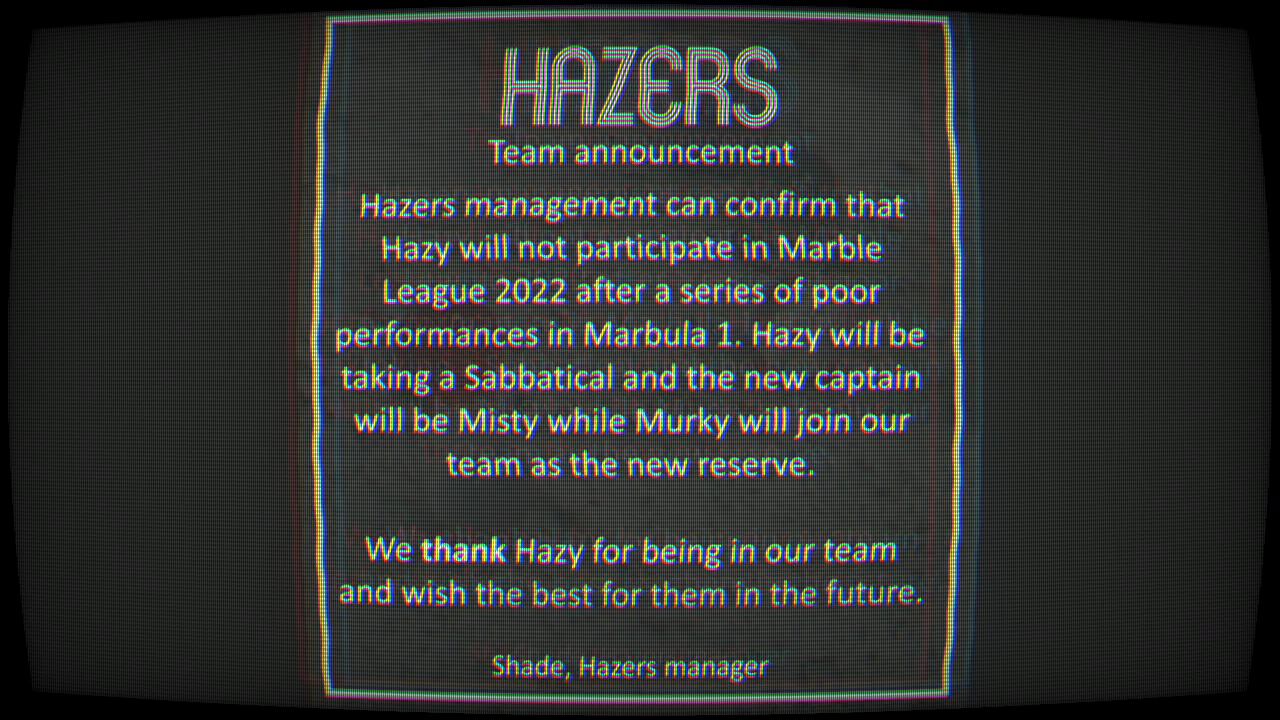 HAZERS
Team announcement
Hazers management can confirm that
Hazy will not participate in Marble
League 2022 after a series of poor
performances in Marbula 1. Hazy will be
taking a Sabbatical and the new captain
will be Misty while Murky will join our
team as the new reserve.
We thank Hazy for being in our team
and wish the best for them in the future.
Shade, Hazers manager